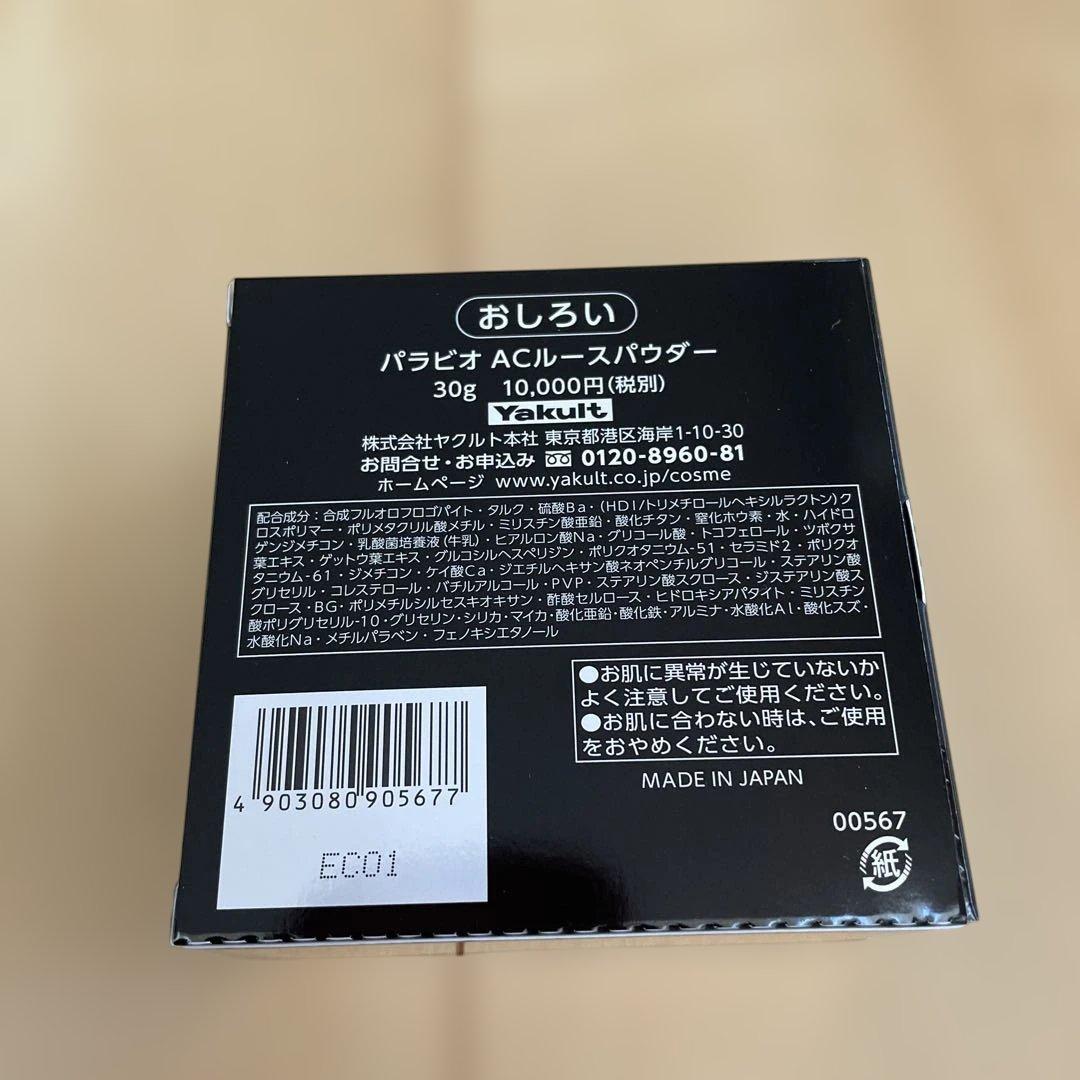 おしろい
パラビオ ACルースパウダー
30g 10,000円(税別)
Yakult
株式会社ヤクルト本社 東京都港区海岸1-10-30
お問合せ・お申込み 0120-8960-81
ホームページ www.yakult.co.jp/cosme
配合成分：合成フルオロフロゴパイト・タルク・硫酸Ba・(HDI/トリメチロールヘキシルラクトン)ク
ロスポリマー・ポリメタクリル酸メチル・ミリスチン酸亜鉛・酸化チタン・窒化ホウ素・水・ハイドロ
ゲンジメチコン・乳酸菌培養液(牛乳)・ヒアルロン酸Na・グリコール酸・トコフェロール・ツボクサ
葉エキス・ゲットウ葉エキス・グルコシルヘスペリジン・ポリクオタニウム-51・セラミド2・ポリクオ
タニウム-61・ジメチコン・ケイ酸Ca・ジエチルヘキサン酸ネオペンチルグリコール・ステアリン酸
グリセリル・コレステロール・バチルアルコール・PVP・ステアリン酸スクロース・ジステアリン酸ス
クロース・BG・ポリメチルシルセスキオキサン・酢酸セルロース・ヒドロキシアパタイト・ミリスチン
酸ポリグリセリル-10・グリセリン・シリカ・マイカ・酸化亜鉛・酸化鉄・アルミナ・水酸化Al・酸化スズ・
水酸化Na・メチルパラベン・フェノキシエタノール
●お肌に異常が生じていないか
よく注意してご使用ください。
●お肌に合わない時は、ご使用
をおやめください。
MADE IN JAPAN
4 903080 905677
EC01
00567
紙